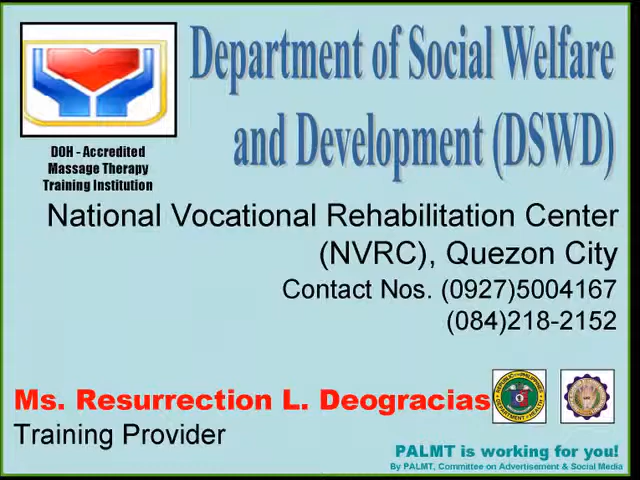 Department of Social Welfare
and Development (DSWD)
DOH - Accredited
Massage Therapy
Training Institution
National Vocational Rehabilitation Center
(NVRC), Quezon City
Contact Nos. (0927)5004167
(084)218-2152
Ms. Resurrection L. Deogracias
Training Provider
PALMT is working for you!
By PALMT, Committee on Advertisement & Social Media